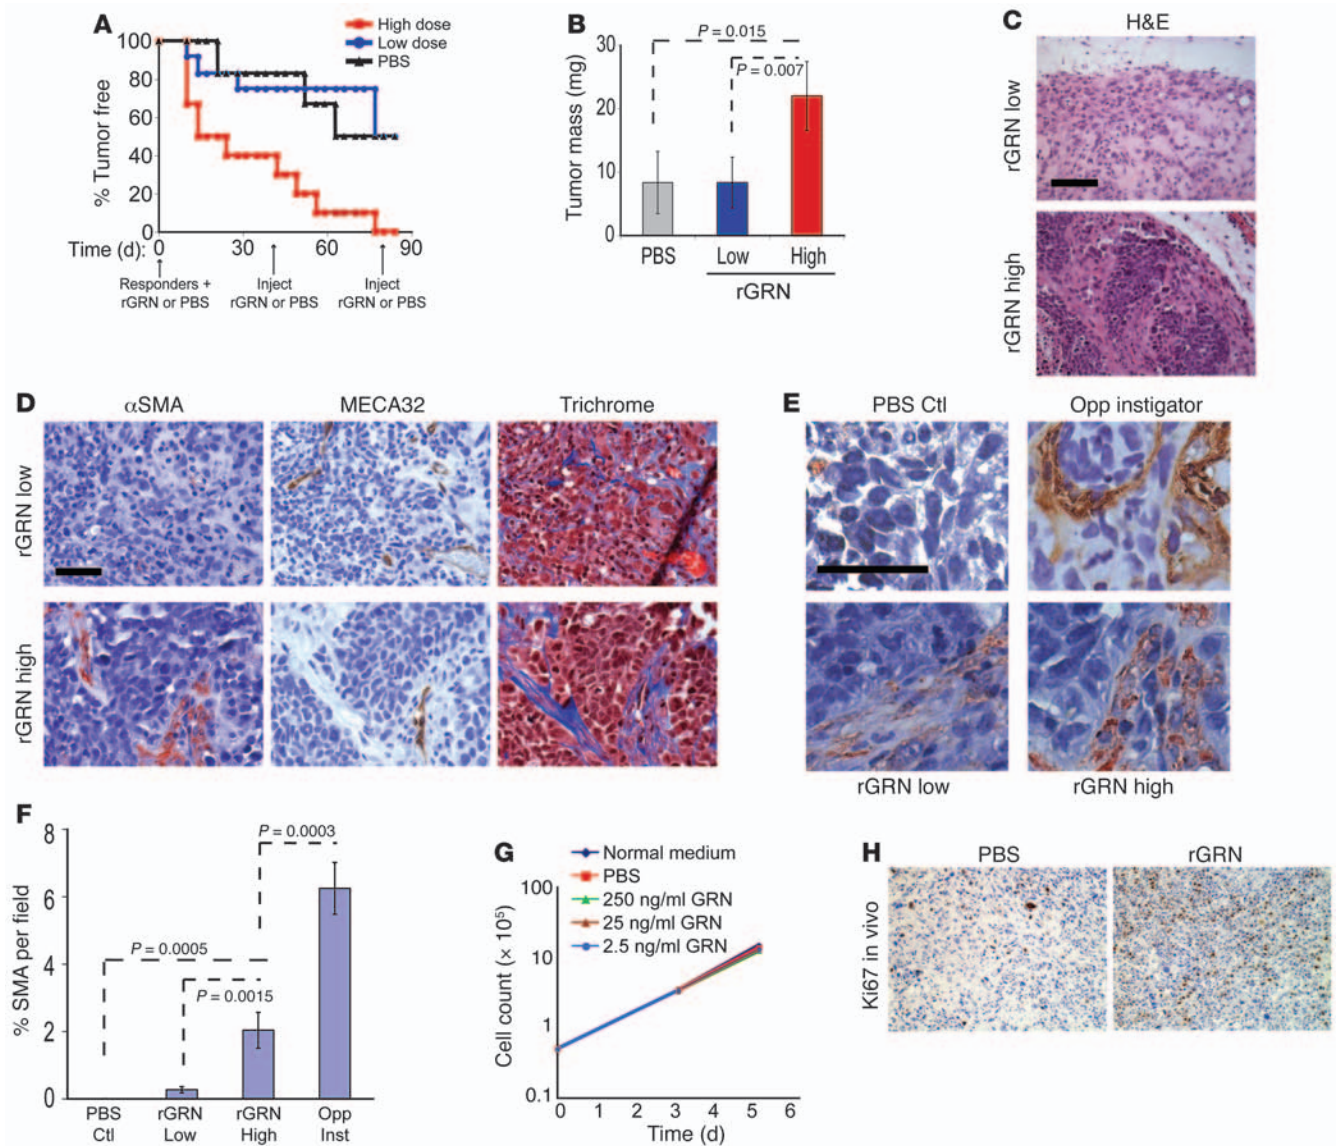 A
High dose
Low dose
PBS
% Tumor free
100
80
60
40
20
0
Time (d): 0 30 60 90
Responders +
rGRN or PBS
Inject
rGRN or PBS
Inject
rGRN or PBS
B
P = 0.015
P = 0.007
Tumor mass (mg)
30
20
10
0
PBS Low High
rGRN
C
H&E
rGRN low
rGRN high
D
αSMA MECA32 Trichrome
rGRN low
rGRN high
E
PBS Ctl Opp instigator
rGRN low rGRN high
F
P = 0.0003
P = 0.0005
P = 0.0015
% SMA per field
8
6
4
2
0
PBS
Ctl
rGRN
Low
rGRN
High
Opp
Inst
G
Normal medium
PBS
250 ng/ml GRN
25 ng/ml GRN
2.5 ng/ml GRN
Cell count (× 10⁵)
100
10
1
0.1
0 1 2 3 4 5 6
Time (d)
H
PBS rGRN
Ki67 in vivo